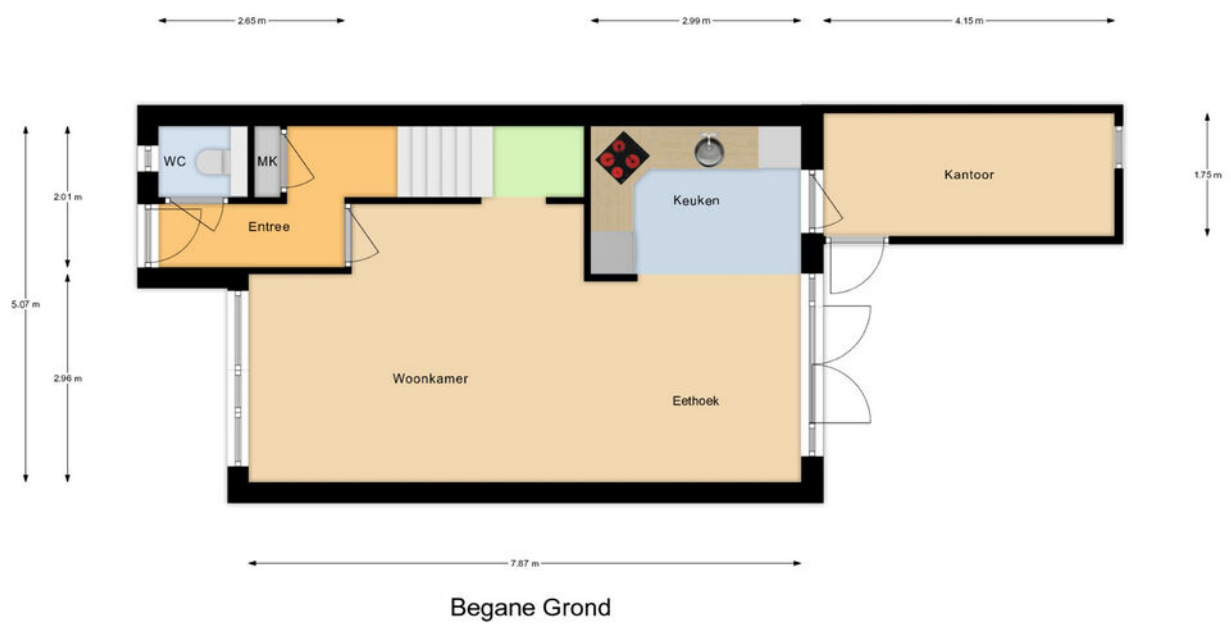 2.65 m
2.99 m
4.15 m
WC
MK
Keuken
Kantoor
1.75 m
2.01 m
Entree
5.07 m
2.96 m
Woonkamer
Eethoek
7.87 m
Begane Grond